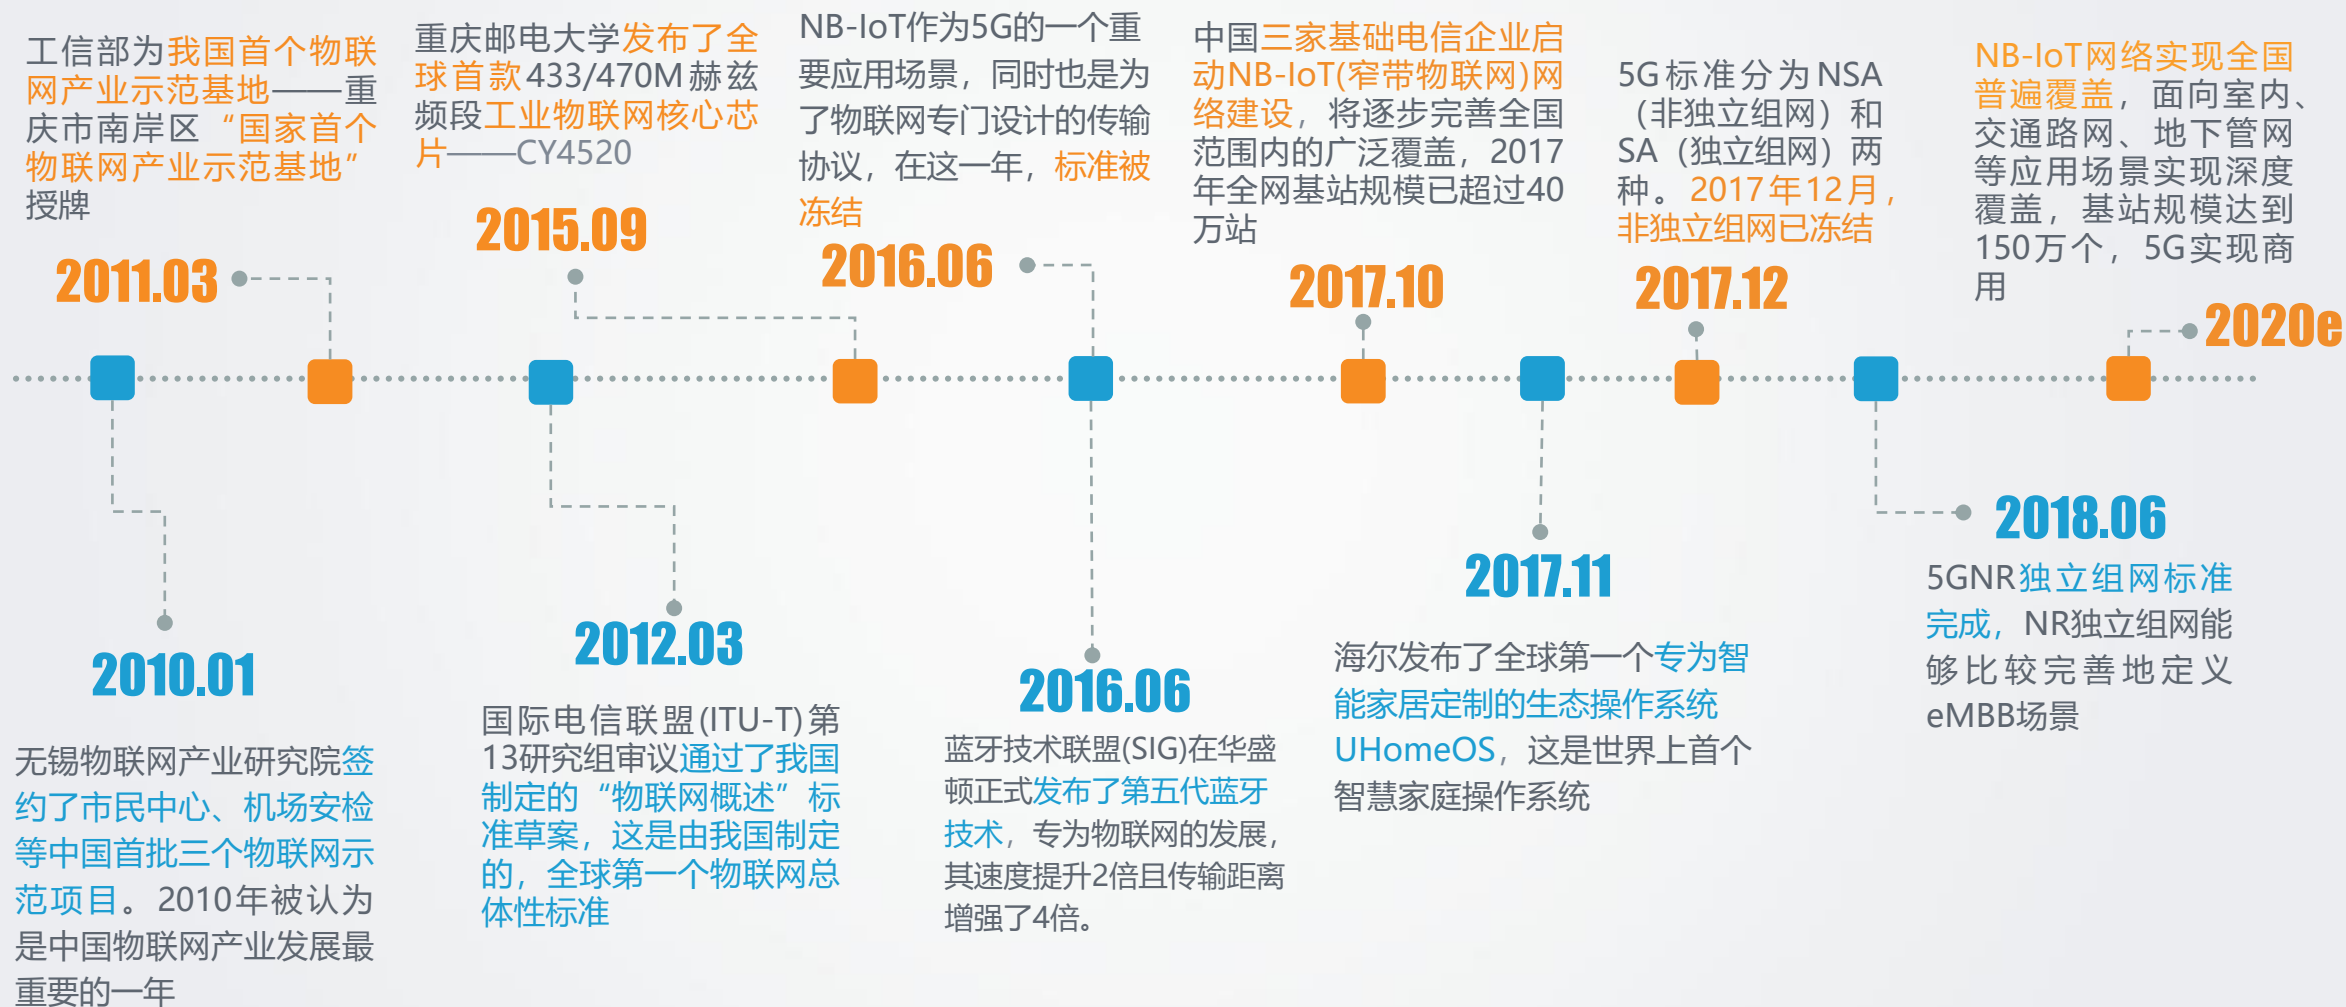 工信部为我国首个物联
网产业示范基地——重
庆市南岸区“国家首个
物联网产业示范基地”
授牌
2011.03
重庆邮电大学发布了全
球首款433/470M赫兹
频段工业物联网核心芯
片——CY4520
2015.09
NB-IoT作为5G的一个重
要应用场景，同时也是为
了物联网专门设计的传输
协议，在这一年，标准被
冻结
2016.06
中国三家基础电信企业启
动NB-IoT(窄带物联网)网
络建设，将逐步完善全国
范围内的广泛覆盖，2017
年全网基站规模已超过40
万站
2017.10
5G标准分为NSA
（非独立组网）和
SA（独立组网）两
种。2017年12月，
非独立组网已冻结
2017.12
NB-IoT网络实现全国
普遍覆盖，面向室内、
交通路网、地下管网
等应用场景实现深度
覆盖，基站规模达到
150万个，5G实现商
用
2020e
2010.01
无锡物联网产业研究院签
约了市民中心、机场安检
等中国首批三个物联网示
范项目。2010年被认为
是中国物联网产业发展最
重要的一年
2012.03
国际电信联盟(ITU-T)第
13研究组审议通过了我国
制定的“物联网概述”标
准草案，这是由我国制定
的，全球第一个物联网总
体性标准
2016.06
蓝牙技术联盟(SIG)在华盛
顿正式发布了第五代蓝牙
技术，专为物联网的发展，
其速度提升2倍且传输距离
增强了4倍。
2017.11
海尔发布了全球第一个专为智
能家居定制的生态操作系统
UHomeOS，这是世界上首个
智慧家庭操作系统
2018.06
5GNR独立组网标准
完成，NR独立组网能
够比较完善地定义
eMBB场景